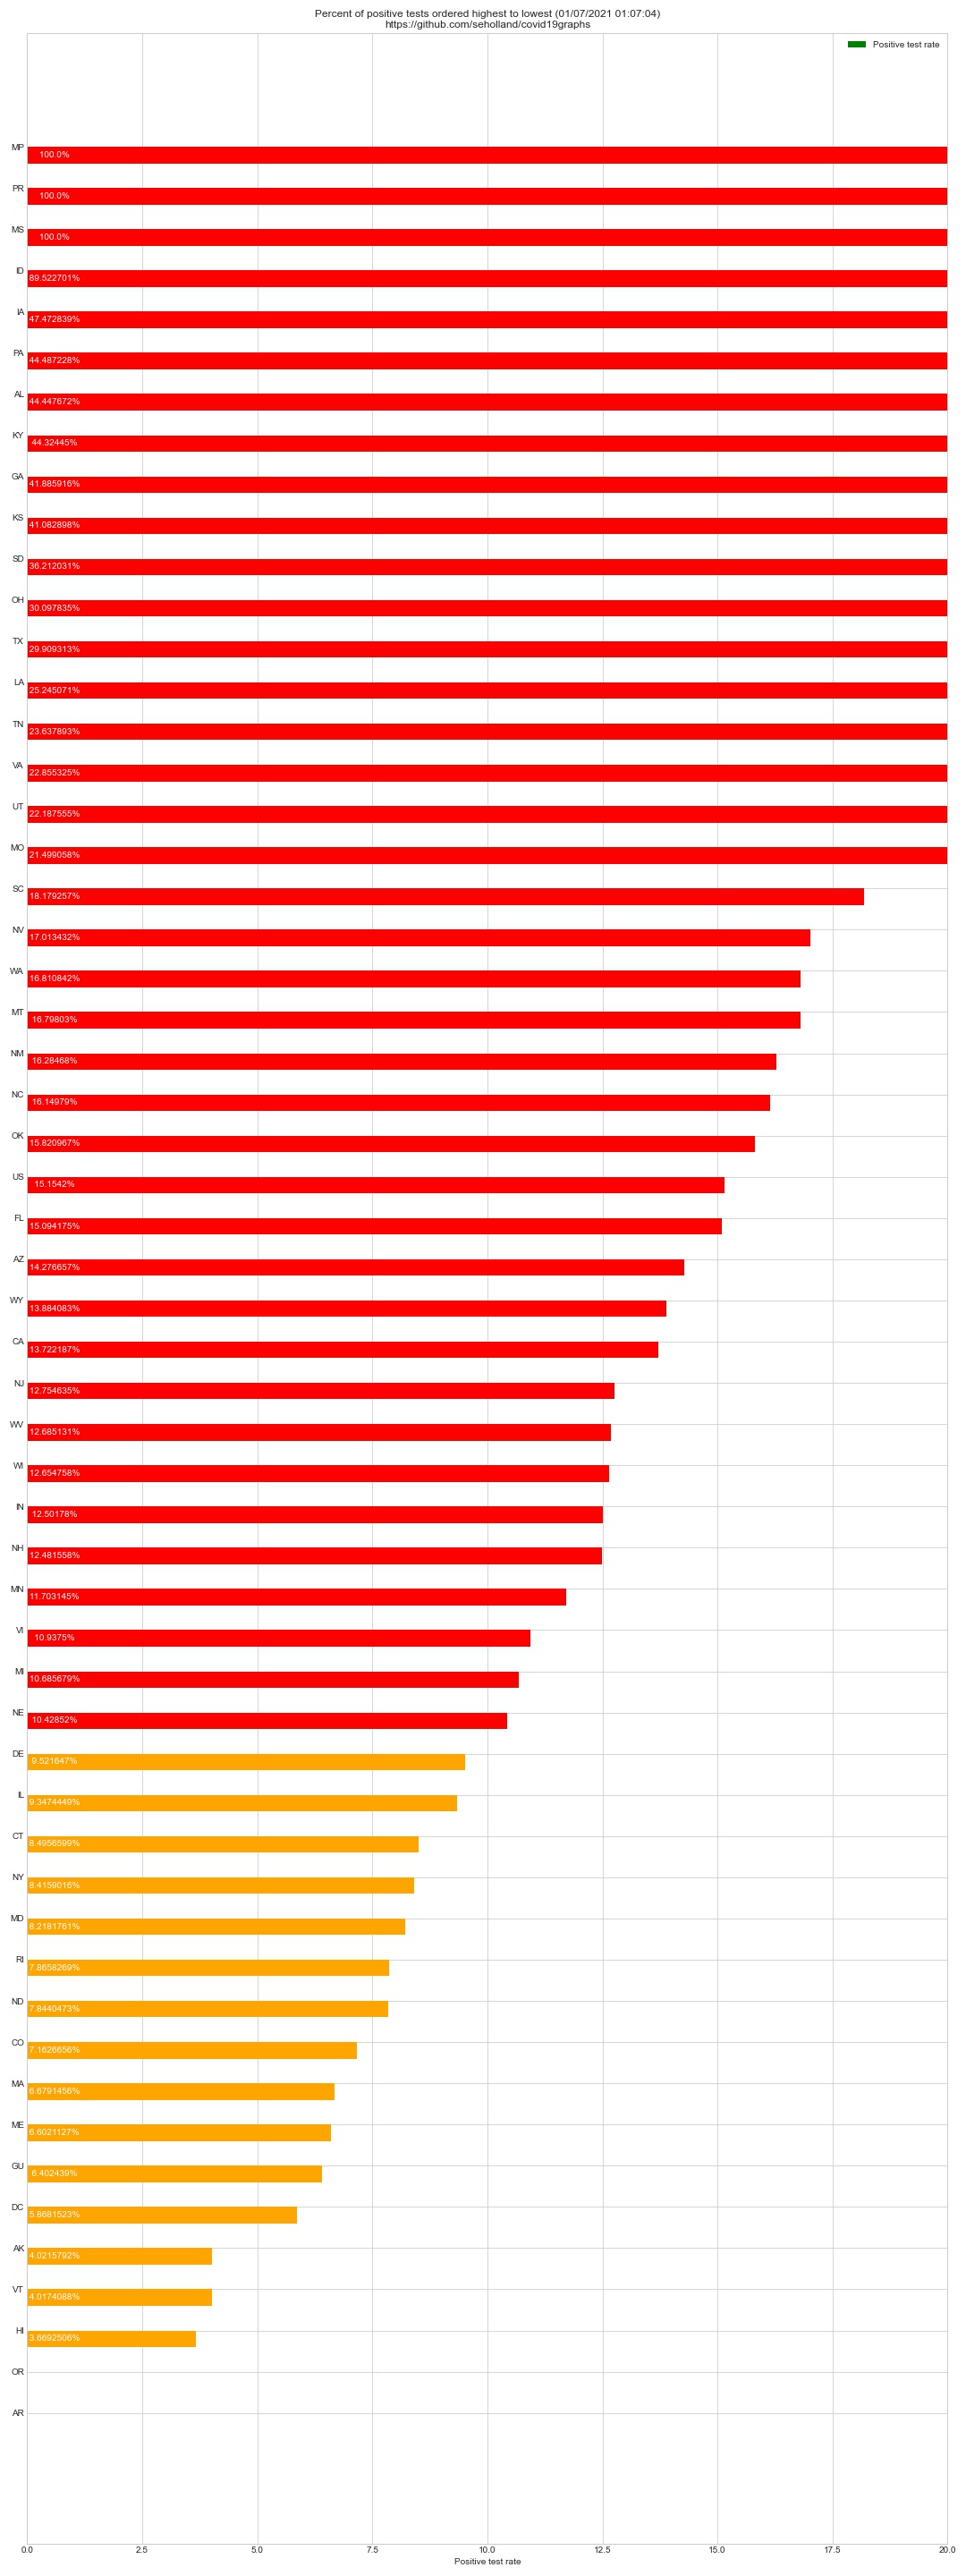 Percent of positive tests ordered highest to lowest (01/07/2021 01:07:04)
https://github.com/seholland/covid19graphs
Positive test rate
MP 100.0%
PR 100.0%
MS 100.0%
ID 89.522701%
IA 47.472839%
PA 44.487228%
AL 44.447672%
KY 44.32445%
GA 41.885916%
KS 41.082898%
SD 36.212031%
OH 30.097835%
TX 29.909313%
LA 25.245071%
TN 23.637893%
VA 22.855325%
UT 22.187555%
MO 21.499058%
SC 18.179257%
NV 17.013432%
WA 16.810842%
MT 16.79803%
NM 16.28468%
NC 16.14979%
OK 15.820967%
US 15.1542%
FL 15.094175%
AZ 14.276657%
WY 13.884083%
CA 13.722187%
NJ 12.754635%
WV 12.685131%
WI 12.654758%
IN 12.50178%
NH 12.481558%
MN 11.703145%
VI 10.9375%
MI 10.685679%
NE 10.42852%
DE 9.521647%
IL 9.3474449%
CT 8.4956599%
NY 8.4159016%
MD 8.2181761%
RI 7.8658269%
ND 7.8440473%
CO 7.1626656%
MA 6.6791456%
ME 6.6021127%
GU 6.402439%
DC 5.8681523%
AK 4.0215792%
VT 4.0174088%
HI 3.6692506%
OR
AR
0.0 2.5 5.0 7.5 10.0 12.5 15.0 17.5 20.0
Positive test rate